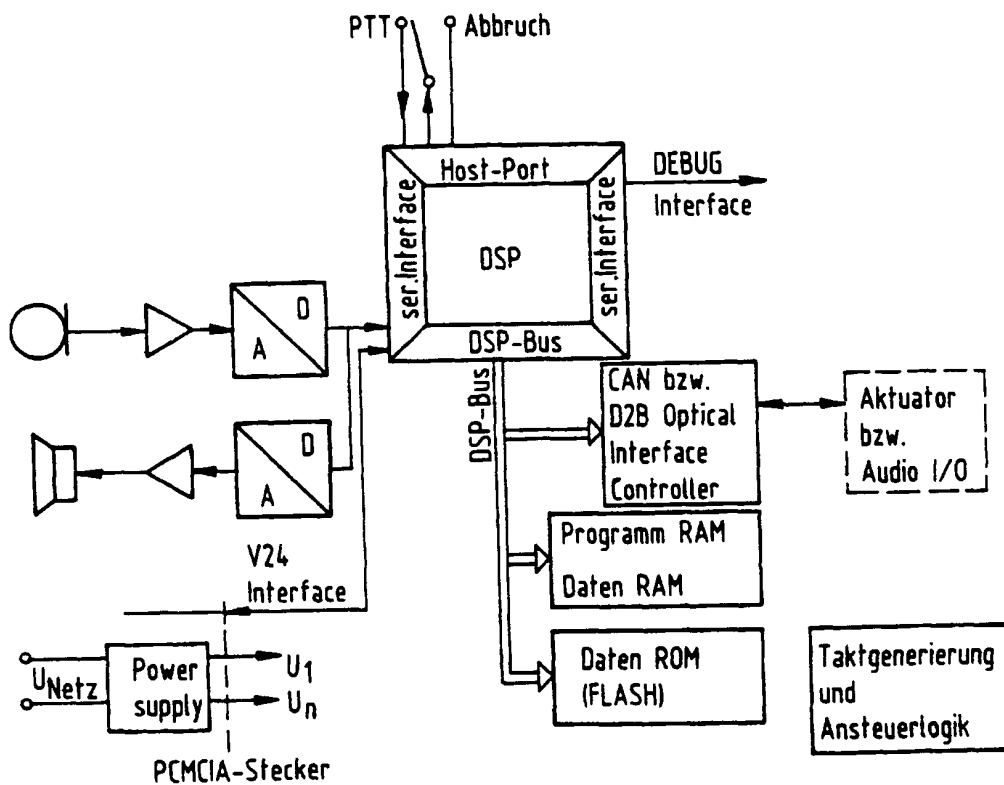 PTT
Abbruch
Host-Port
ser.Interface
DSP
ser.Interface
DSP-Bus
DEBUG
Interface
D
A
D
A
DSP-Bus
CAN bzw.
D2B Optical
Interface
Controller
Aktuator
bzw.
Audio I/O
V24
Interface
Programm RAM
Daten RAM
Daten ROM
(FLASH)
Taktgenerierung
und
Ansteuerlogik
UNetz
Power
supply
U1
Un
PCMCIA-Stecker